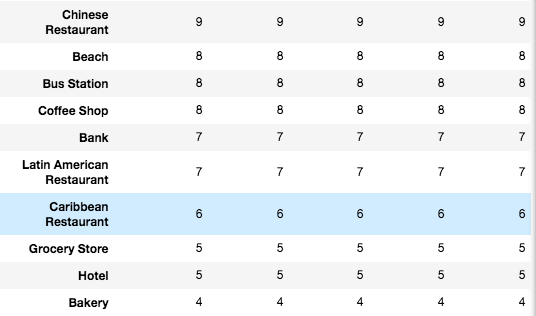 Chinese
Restaurant 9 9 9 9 9
Beach 8 8 8 8 8
Bus Station 8 8 8 8 8
Coffee Shop 8 8 8 8 8
Bank 7 7 7 7 7
Latin American
Restaurant 7 7 7 7 7
Caribbean
Restaurant 6 6 6 6 6
Grocery Store 5 5 5 5 5
Hotel 5 5 5 5 5
Bakery 4 4 4 4 4